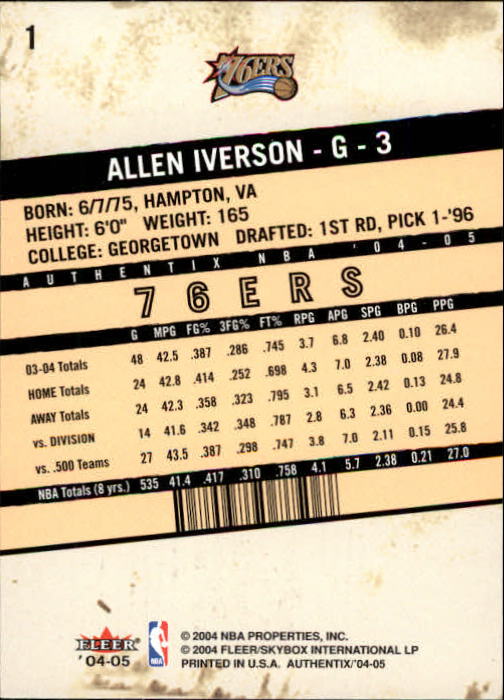 1
76ERS
ALLEN IVERSON - G - 3
BORN: 6/7/75, HAMPTON, VA
HEIGHT: 6'0" WEIGHT: 165
COLLEGE: GEORGETOWN DRAFTED: 1ST RD, PICK 1-'96
AUTHENTIX NBA '04-05
76ERS
G MPG FG% 3FG% FT% RPG APG SPG BPG PPG
03-04 Totals 48 42.5 .387 .286 .745 3.7 6.8 2.40 0.10 26.4
HOME Totals 24 42.8 .414 .252 .698 4.3 7.0 2.38 0.08 27.9
AWAY Totals 24 42.3 .358 .323 .795 3.1 6.5 2.42 0.13 24.8
vs. DIVISION 14 41.6 .342 .348 .787 2.8 6.3 2.36 0.00 24.4
vs. .500 Teams 27 43.5 .387 .298 .747 3.8 7.0 2.11 0.15 25.8
NBA Totals (8 yrs.) 535 41.4 .417 .310 .758 4.1 5.7 2.38 0.21 27.0
FLEER
'04-05
NBA
© 2004 NBA PROPERTIES, INC.
© 2004 FLEER/SKYBOX INTERNATIONAL LP
PRINTED IN U.S.A. AUTHENTIX/'04-05